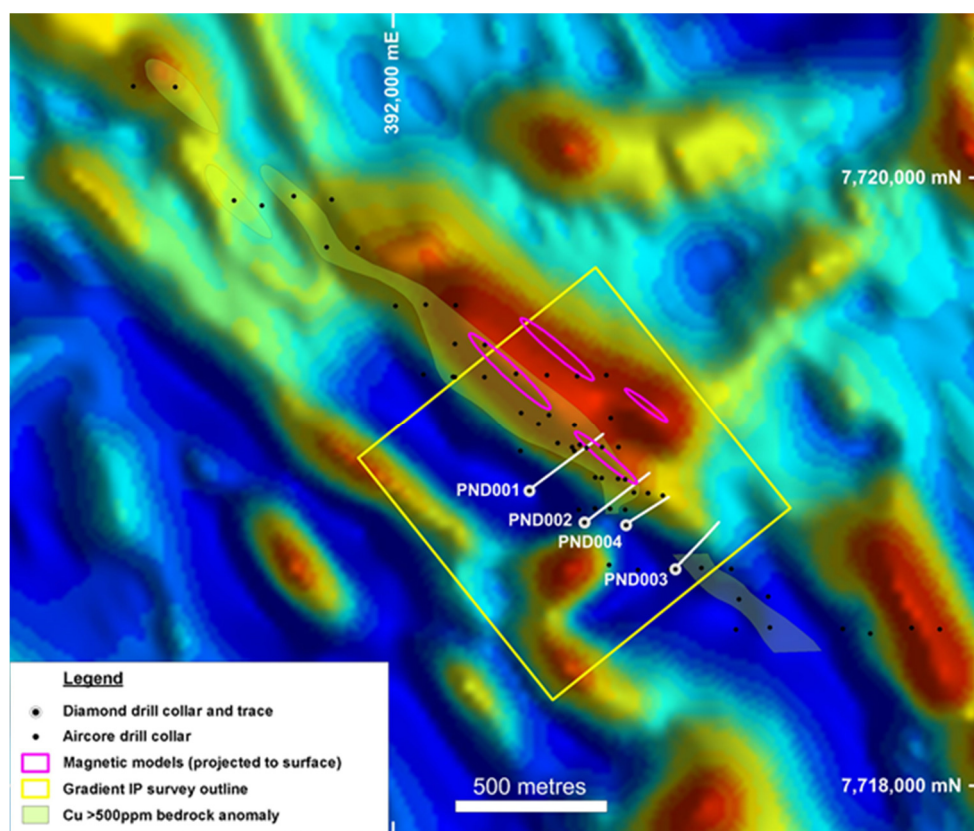 392,000 mE
7,720,000 mN
PND001
PND002
PND004
PND003
Legend
Diamond drill collar and trace
Aircore drill collar
Magnetic models (projected to surface)
Gradient IP survey outline
Cu >500ppm bedrock anomaly
500 metres
7,718,000 mN